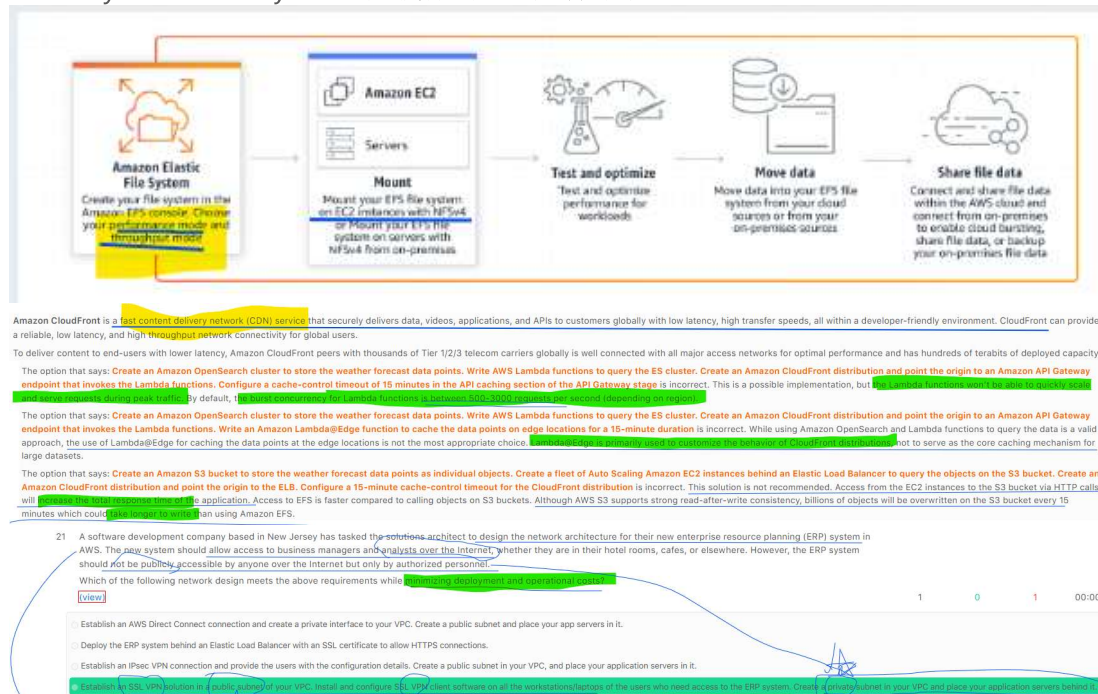 Amazon Elastic
File System
Create your file system in the
Amazon EFS console. Choose
your performance mode and
throughput mode
Amazon EC2
Servers
Mount
Mount your EFS file system
on EC2 instances with NFSv4
or Mount your EFS file
system on servers with
NFSv4 from on-premises
Test and optimize
Test and optimize
performance for
workloads
Move data
Move data into your EFS file
system from your cloud
sources or from your
on-premises sources
Share file data
Connect and share file data
within the AWS cloud and
connect from on-premises
to enable cloud bursting,
share file data, or backup
your on-premises file data
Amazon CloudFront is a fast content delivery network (CDN) service that securely delivers data, videos, applications, and APIs to customers globally with low latency, high transfer speeds, all within a developer-friendly environment. CloudFront can provide
a reliable, low latency, and high throughput network connectivity for global users.
To deliver content to end-users with lower latency, Amazon CloudFront peers with thousands of Tier 1/2/3 telecom carriers globally is well connected with all major access networks for optimal performance and has hundreds of terabits of deployed capacity
The option that says: Create an Amazon OpenSearch cluster to store the weather forecast data points. Write AWS Lambda functions to query the ES cluster. Create an Amazon CloudFront distribution and point the origin to an Amazon API Gateway
endpoint that invokes the Lambda functions. Configure a cache-control timeout of 15 minutes in the API caching section of the API Gateway stage is incorrect. This is a possible implementation, but the Lambda functions won't be able to quickly scale
and serve requests during peak traffic. By default, the burst concurrency for Lambda functions is between 500-3000 requests per second (depending on region).
The option that says: Create an Amazon OpenSearch cluster to store the weather forecast data points. Write AWS Lambda functions to query the ES cluster. Create an Amazon CloudFront distribution and point the origin to an Amazon API Gateway
endpoint that invokes the Lambda functions. Write an Amazon Lambda@Edge function to cache the data points on edge locations for a 15-minute duration is incorrect. While using Amazon OpenSearch and Lambda functions to query the data is a valid
approach, the use of Lambda@Edge for caching the data points at the edge locations is not the most appropriate choice. Lambda@Edge is primarily used to customize the behavior of CloudFront distributions, not to serve as the core caching mechanism for
large datasets.
The option that says: Create an Amazon S3 bucket to store the weather forecast data points as individual objects. Create a fleet of Auto Scaling Amazon EC2 instances behind an Elastic Load Balancer to query the objects on the S3 bucket. Create an
Amazon CloudFront distribution and point the origin to the ELB. Configure a 15-minute cache-control timeout for the CloudFront distribution is incorrect. This solution is not recommended. Access from the EC2 instances to the S3 bucket via HTTP calls
will increase the total response time of the application. Access to EFS is faster compared to calling objects on S3 buckets. Although AWS S3 supports strong read-after-write consistency, billions of objects will be overwritten on the S3 bucket every 15
minutes which could take longer to write than using Amazon EFS.
21 A software development company based in New Jersey has tasked the solutions architect to design the network architecture for their new enterprise resource planning (ERP) system in
AWS. The new system should allow access to business managers and analysts over the Internet, whether they are in their hotel rooms, cafes, or elsewhere. However, the ERP system
should not be publicly accessible by anyone over the Internet but only by authorized personnel.
Which of the following network design meets the above requirements while minimizing deployment and operational costs?
(view) 1 0 1 00:00
Establish an AWS Direct Connect connection and create a private interface to your VPC. Create a public subnet and place your app servers in it.
Deploy the ERP system behind an Elastic Load Balancer with an SSL certificate to allow HTTPS connections.
Establish an IPsec VPN connection and provide the users with the configuration details. Create a public subnet in your VPC, and place your application servers in it.
Establish an SSL VPN solution in a public subnet of your VPC. Install and configure SSL VPN client software on all the workstations/laptops of the users who need access to the ERP system. Create a private subnet in your VPC and place your application servers behind it.